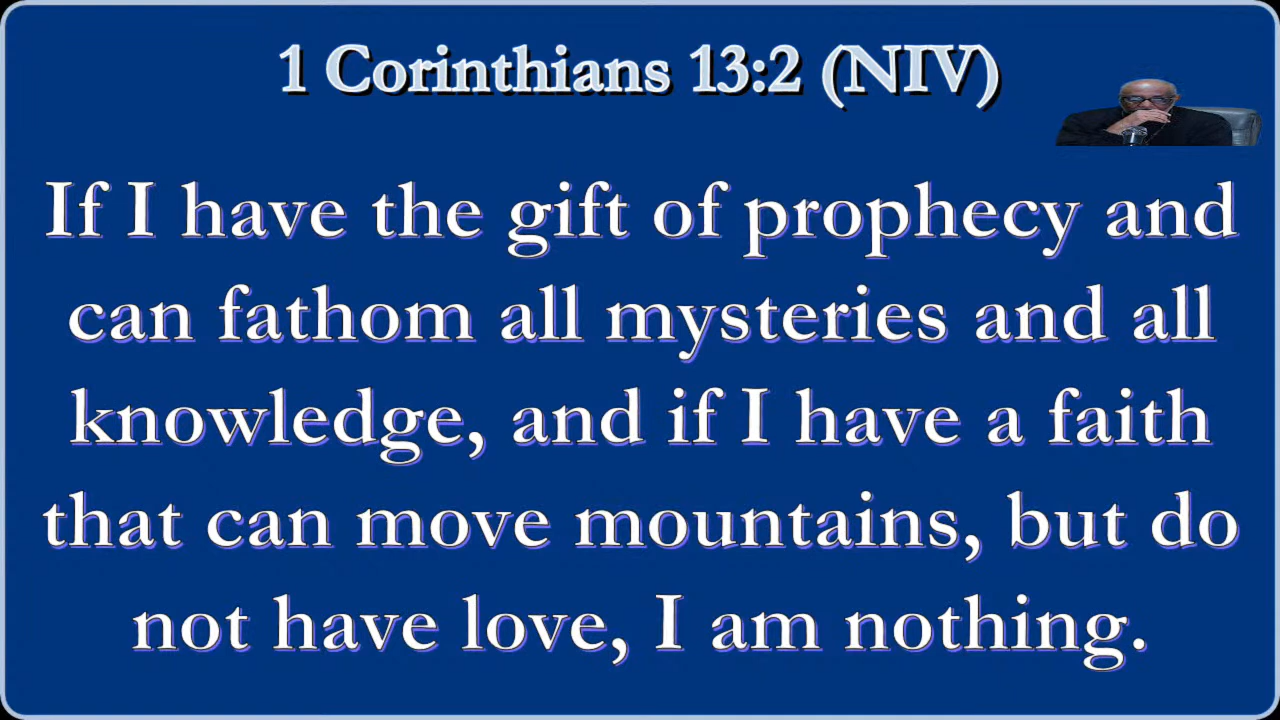 1 Corinthians 13:2 (NIV)
If I have the gift of prophecy and
can fathom all mysteries and all
knowledge, and if I have a faith
that can move mountains, but do
not have love, I am nothing.